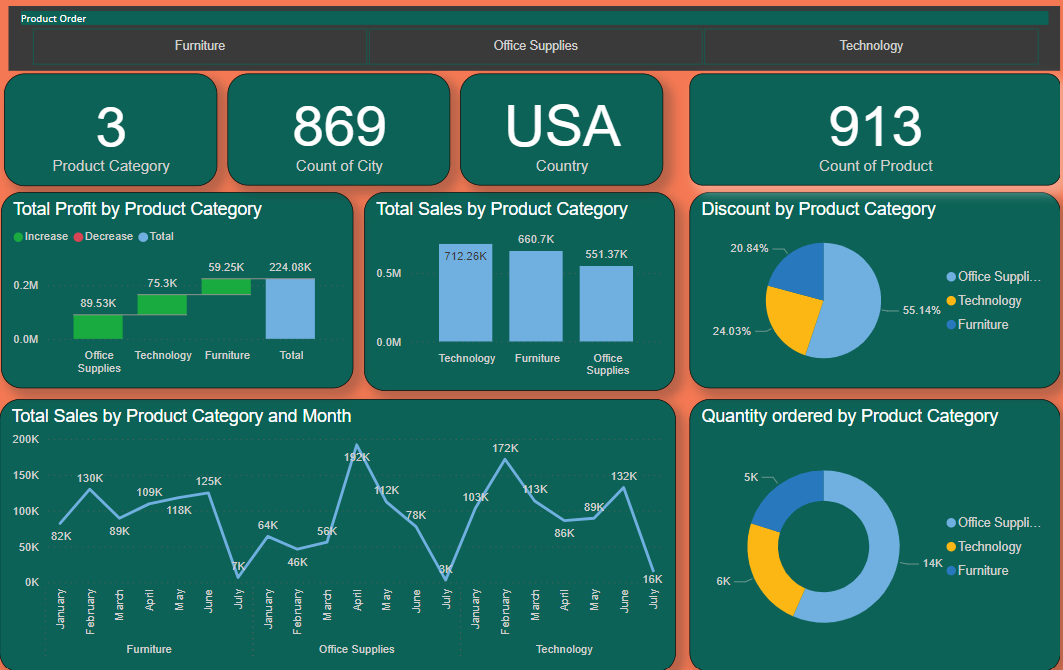 Product Order
Furniture Office Supplies Technology
3 869 USA 913
Product Category Count of City Country Count of Product
Total Profit by Product Category
Increase Decrease Total
0.2M
0.0M
89.53K 75.3K 59.25K 224.08K
Office Supplies Technology Furniture Total
Total Sales by Product Category
0.5M
0.0M
712.26K 660.7K 551.37K
Technology Furniture Office Supplies
Discount by Product Category
20.84%
24.03%
55.14%
Office Suppli...
Technology
Furniture
Total Sales by Product Category and Month
200K
150K
100K
50K
0K
82K 130K 89K 109K 118K 125K 7K
64K 46K 56K 192K 112K 78K 3K
103K 172K 113K 86K 89K 132K 16K
January February March April May June July
January February March April May June July
January February March April May June July
Furniture Office Supplies Technology
Quantity ordered by Product Category
5K
6K
14K
Office Suppli...
Technology
Furniture